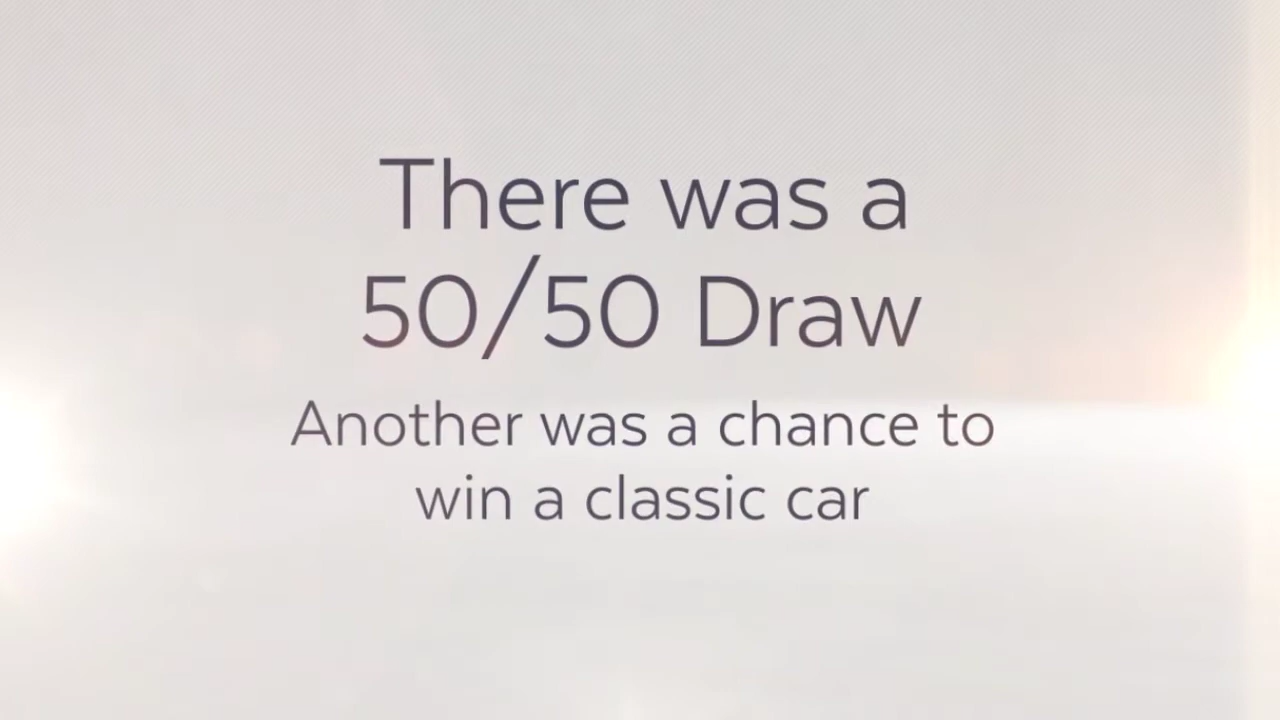 There was a
50/50 Draw
Another was a chance to
win a classic car